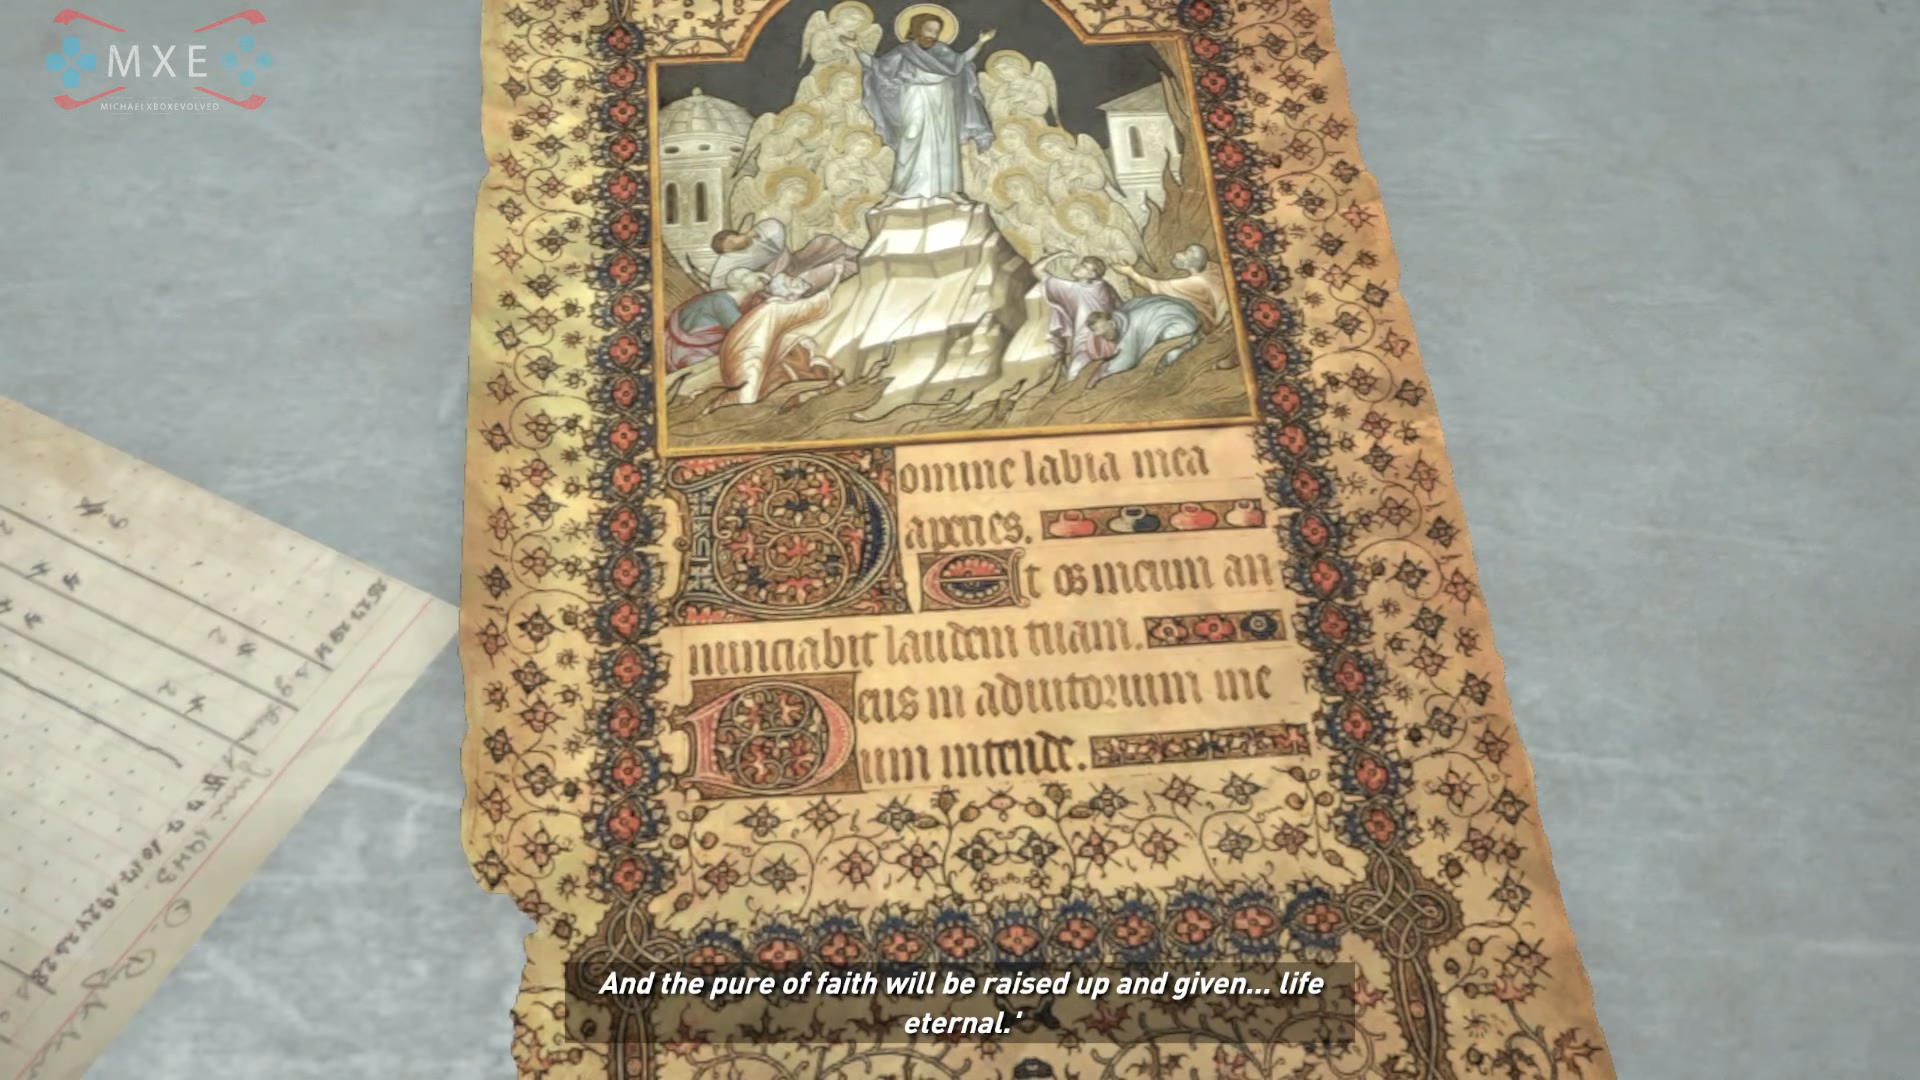 MXE
MICHAELXBOXEVOLVED
Domine labia mea
aperies.
Et os meum an
nunciabit laudem tuam.
Deus in adiutorium me
um intende.
And the pure of faith will be raised up and given... life
eternal.'